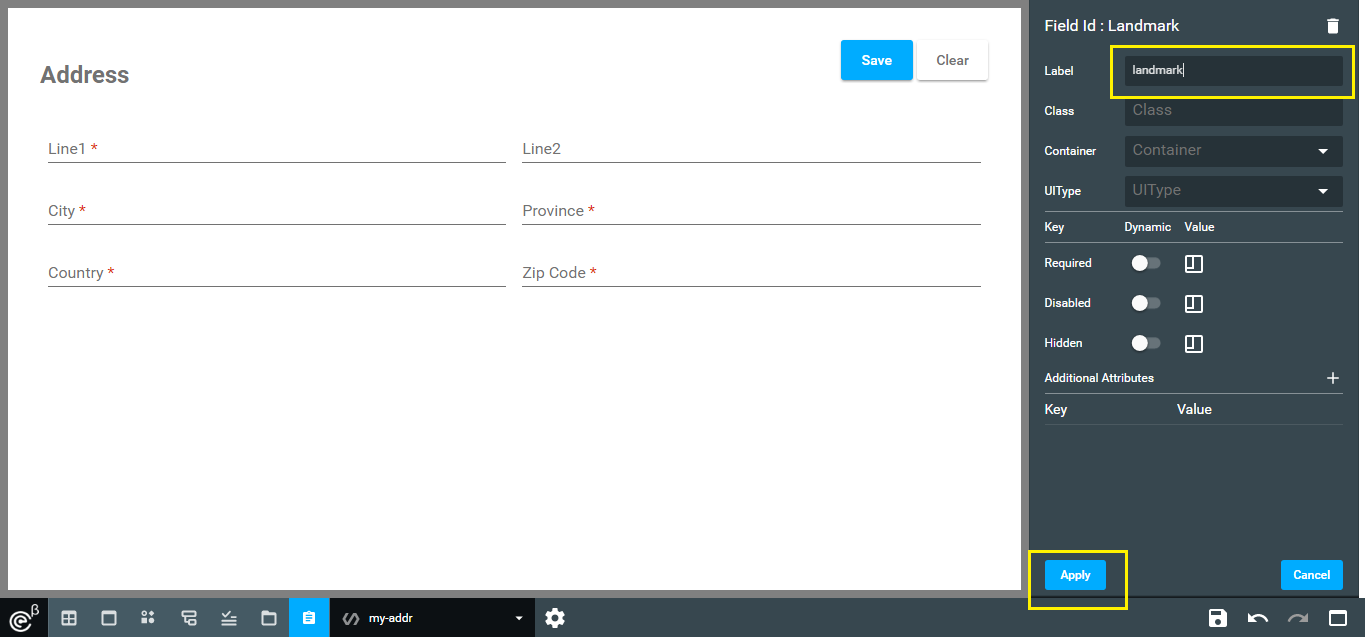 Address
Save
Clear
Line1 *
Line2
City *
Province *
Country *
Zip Code *
Field Id : Landmark
Label
landmark
Class
Class
Container
Container
UIType
UIType
Key Dynamic Value
Required
Disabled
Hidden
Additional Attributes
Key Value
Apply
Cancel
e β
my-addr